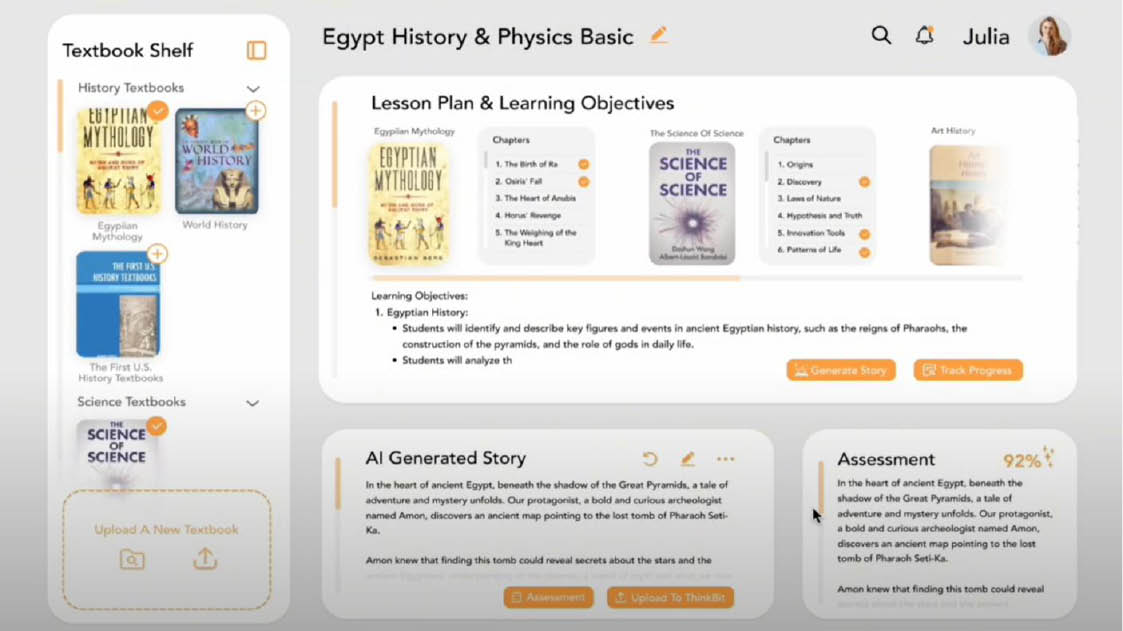 Textbook Shelf
History Textbooks
EGYPTIAN
MYTHOLOGY
Egyptian
Mythology
WORLD
HISTORY
World History
THE FIRST U.S.
HISTORY TEXTBOOKS
The First U.S.
History Textbooks
Science Textbooks
THE
SCIENCE
OF
SCIENCE
Upload A New Textbook
Egypt History & Physics Basic
Julia
Lesson Plan & Learning Objectives
Egyptian Mythology
EGYPTIAN
MYTHOLOGY
SEBASTIAN BERG
Chapters
1. The Birth of Ra
2. Osiris' Fall
3. The Heart of Anubis
4. Horus' Revenge
5. The Weighing of the
King Heart
The Science Of Science
THE
SCIENCE
OF
SCIENCE
Dashun Wang
Albert-László Barabási
Chapters
1. Origins
2. Discovery
3. Laws of Nature
4. Hypothesis and Truth
5. Innovation Tools
6. Patterns of Life
Art History
Art
History
Learning Objectives:
1. Egyptian History:
• Students will identify and describe key figures and events in ancient Egyptian history, such as the reigns of Pharaohs, the
construction of the pyramids, and the role of gods in daily life.
• Students will analyze th
Generate Story
Track Progress
AI Generated Story
In the heart of ancient Egypt, beneath the shadow of the Great Pyramids, a tale of
adventure and mystery unfolds. Our protagonist, a bold and curious archeologist
named Amon, discovers an ancient map pointing to the lost tomb of Pharaoh Seti-
Ka.
Amon knew that finding this tomb could reveal secrets about the stars and the
Assessment
Upload To ThinkBit
Assessment
92%
In the heart of ancient Egypt, beneath the
shadow of the Great Pyramids, a tale of
adventure and mystery unfolds. Our protagonist,
a bold and curious archeologist named Amon,
discovers an ancient map pointing to the lost
tomb of Pharaoh Seti-Ka.
Amon knew that finding this tomb could reveal